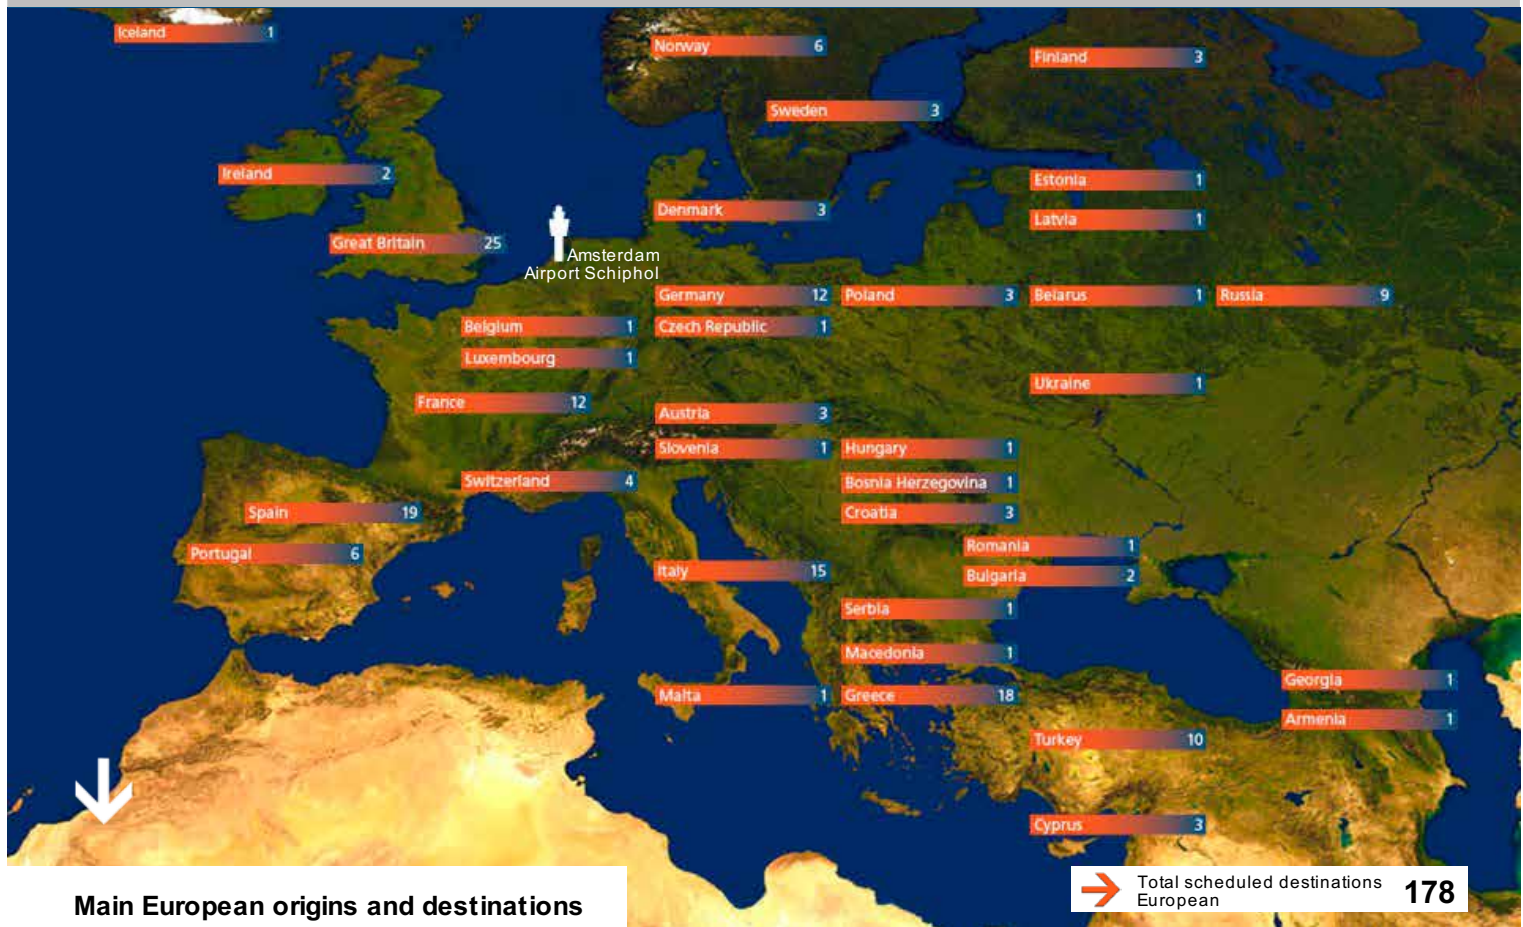 Iceland 1
Norway 6
Finland 3
Sweden 3
Ireland 2
Estonia 1
Denmark 3
Latvia 1
Great Britain 25
Amsterdam
Airport Schiphol
Germany 12 Poland 3 Belarus 1 Russia 9
Belgium 1 Czech Republic 1
Luxembourg 1
Ukraine 1
France 12
Austria 3
Slovenia 1 Hungary 1
Switzerland 4 Bosnia Herzegovina 1
Spain 19 Croatia 3
Romania 1
Portugal 6
Italy 15 Bulgaria 2
Serbia 1
Macedonia 1
Georgia 1
Malta 1 Greece 18
Armenia 1
Turkey 10
Cyprus 3
Main European origins and destinations
Total scheduled destinations
European 178